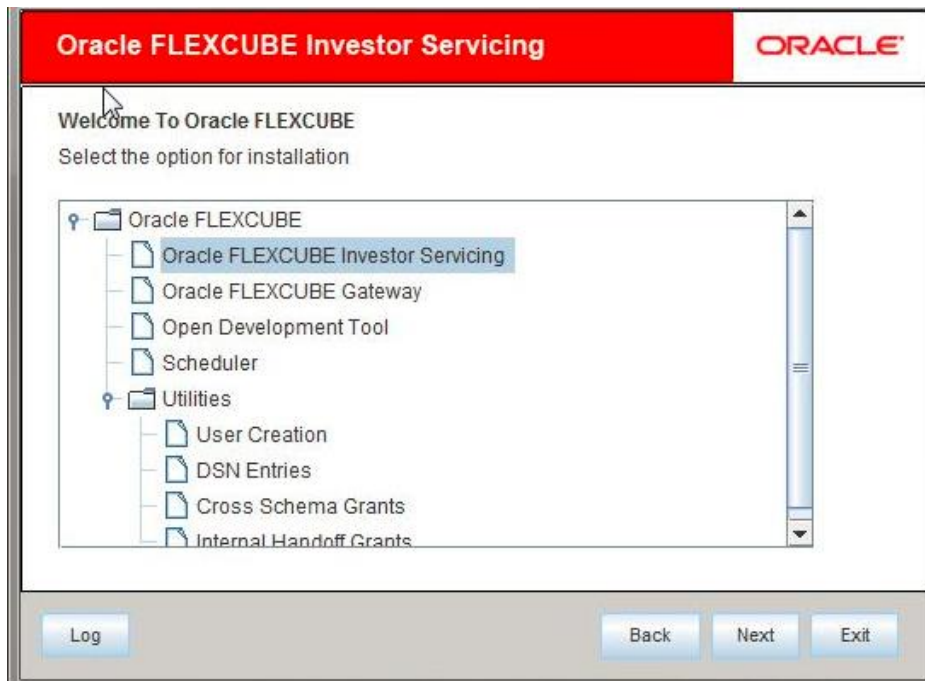 Oracle FLEXCUBE Investor Servicing
ORACLE
Welcome To Oracle FLEXCUBE
Select the option for installation
Oracle FLEXCUBE
Oracle FLEXCUBE Investor Servicing
Oracle FLEXCUBE Gateway
Open Development Tool
Scheduler
Utilities
User Creation
DSN Entries
Cross Schema Grants
Internal Handoff Grants
Log
Back
Next
Exit